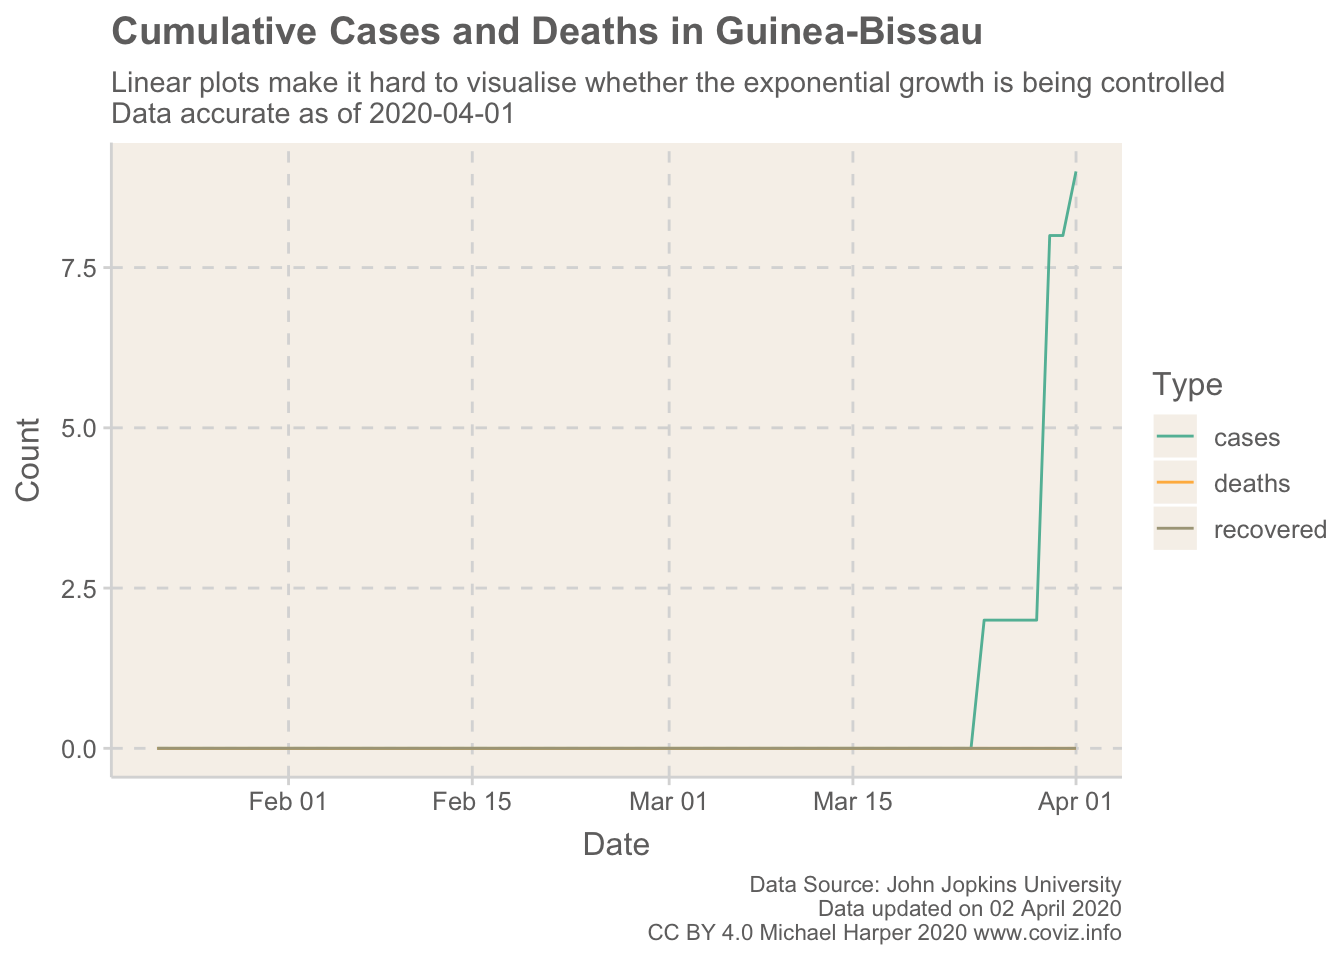 Cumulative Cases and Deaths in Guinea-Bissau
Linear plots make it hard to visualise whether the exponential growth is being controlled
Data accurate as of 2020-04-01
7.5
5.0
2.5
0.0
Count
Feb 01
Feb 15
Mar 01
Mar 15
Apr 01
Date
Type
cases
deaths
recovered
Data Source: John Jopkins University
Data updated on 02 April 2020
CC BY 4.0 Michael Harper 2020 www.coviz.info